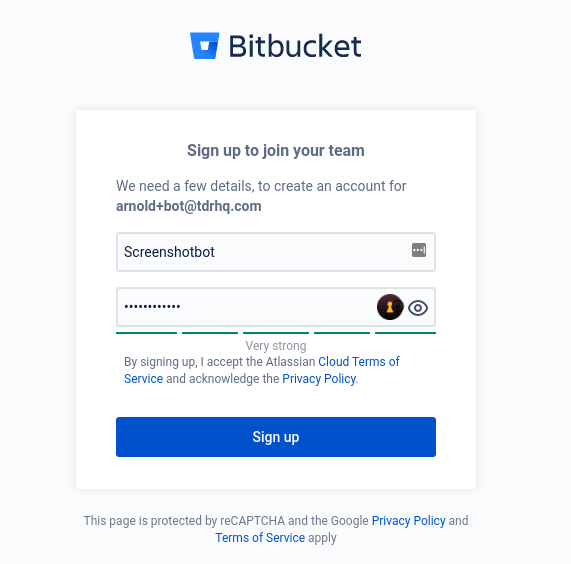 Bitbucket
Sign up to join your team
We need a few details, to create an account for
arnold+bot@tdrhq.com
Screenshotbot
••••••••••••
Very strong
By signing up, I accept the Atlassian Cloud Terms of
Service and acknowledge the Privacy Policy.
Sign up
This page is protected by reCAPTCHA and the Google Privacy Policy and
Terms of Service apply